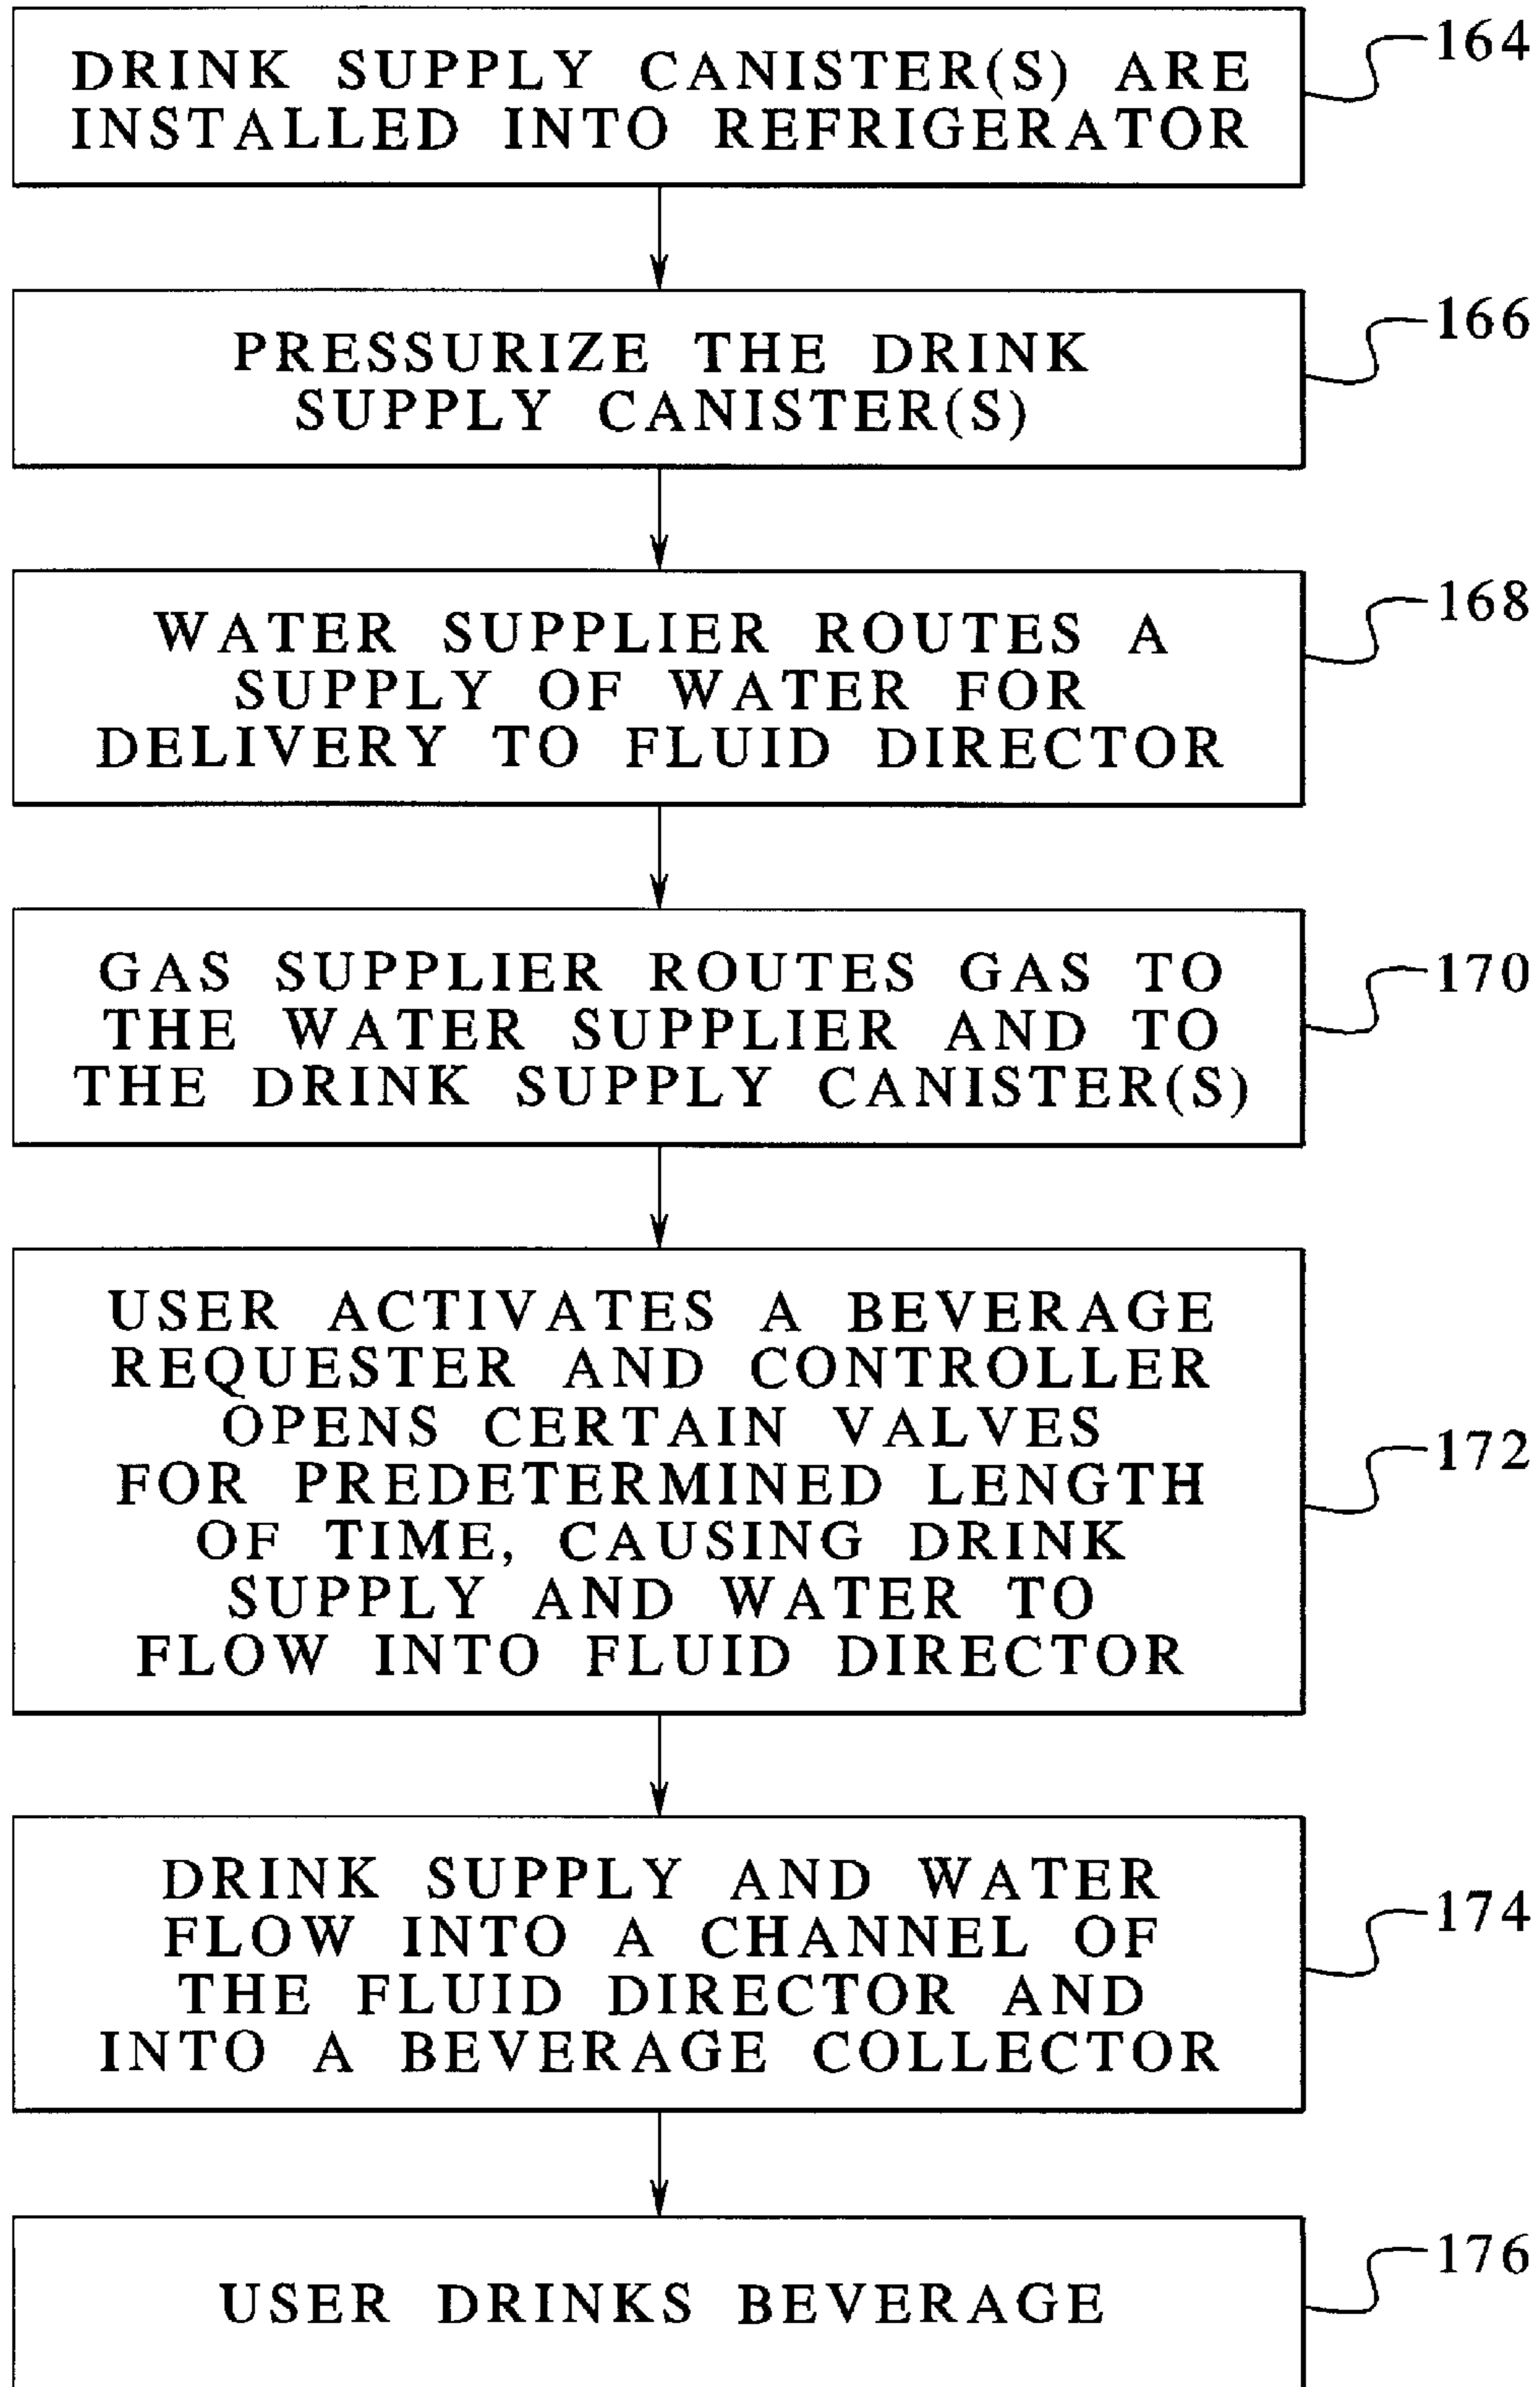 DRINK SUPPLY CANISTER(S) ARE
INSTALLED INTO REFRIGERATOR
164
PRESSURIZE THE DRINK
SUPPLY CANISTER(S)
166
WATER SUPPLIER ROUTES A
SUPPLY OF WATER FOR
DELIVERY TO FLUID DIRECTOR
168
GAS SUPPLIER ROUTES GAS TO
THE WATER SUPPLIER AND TO
THE DRINK SUPPLY CANISTER(S)
170
USER ACTIVATES A BEVERAGE
REQUESTER AND CONTROLLER
OPENS CERTAIN VALVES
FOR PREDETERMINED LENGTH
OF TIME, CAUSING DRINK
SUPPLY AND WATER TO
FLOW INTO FLUID DIRECTOR
172
DRINK SUPPLY AND WATER
FLOW INTO A CHANNEL OF
THE FLUID DIRECTOR AND
INTO A BEVERAGE COLLECTOR
174
USER DRINKS BEVERAGE
176